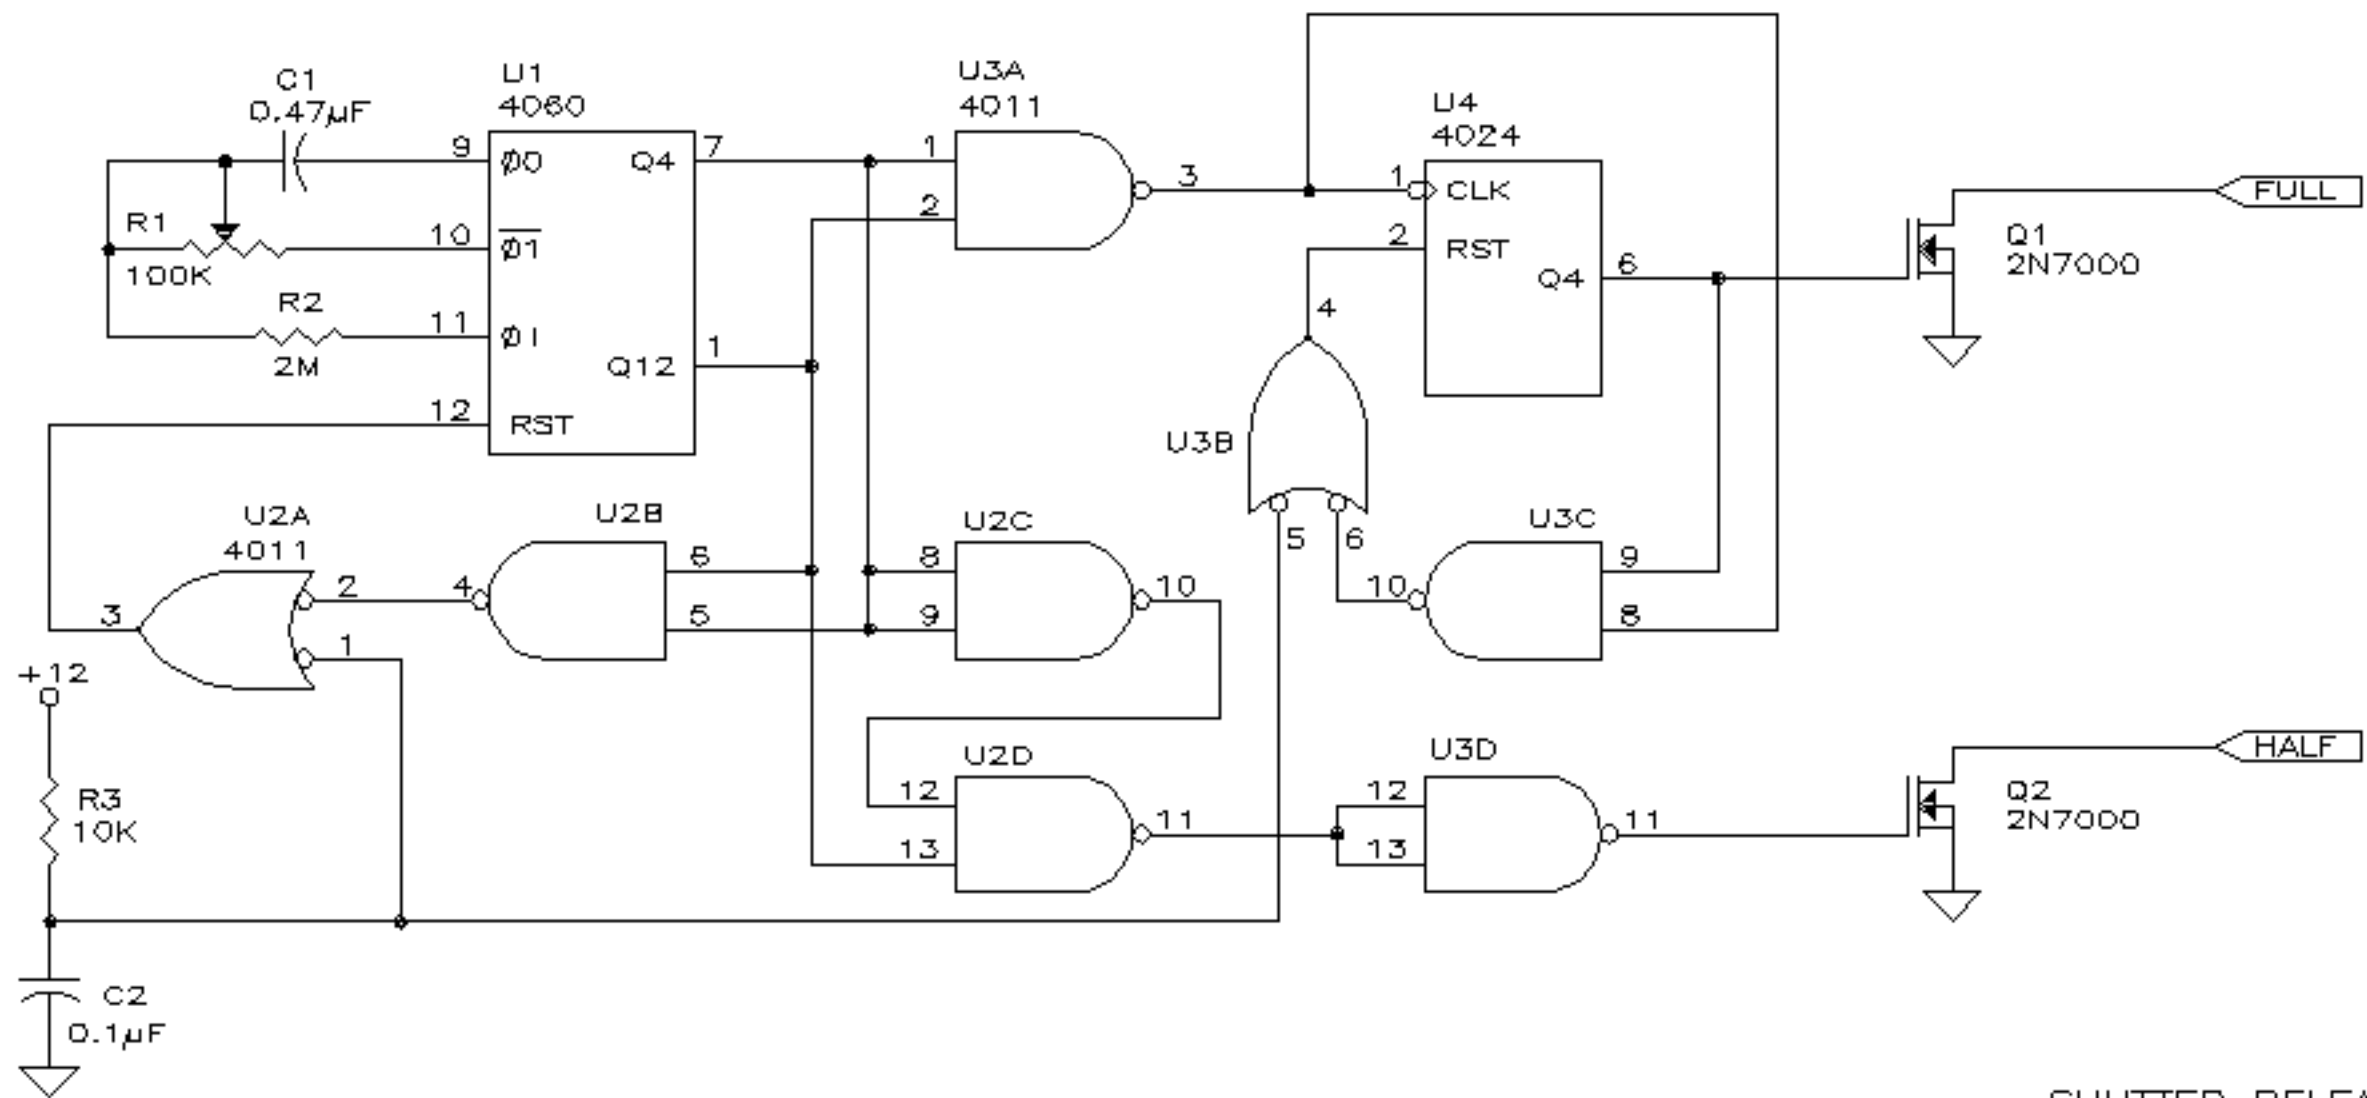 C1
0.47µF
U1
4060
U3A
4011
U4
4024
9
ØO
Q4
7
1
3
1
CLK
FULL
R1
100K
10
Ø1
2
2
RST
Q1
2N7000
R2
2M
11
ØI
Q12
1
Q4
6
12
RST
4
U3B
U2A
4011
U2B
U2C
U3C
3
2
1
4
6
5
8
9
10
5
6
10
9
8
+12
R3
10K
U2D
12
13
11
U3D
12
13
11
HALF
Q2
2N7000
C2
0.1µF
SHUTTER